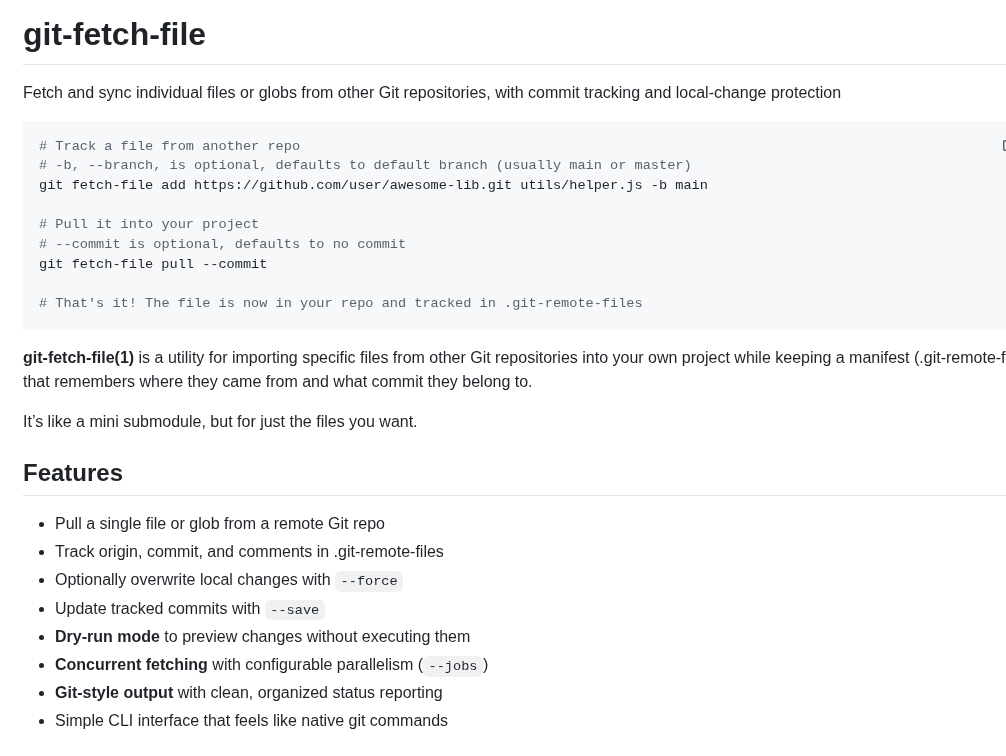 git-fetch-file
Fetch and sync individual files or globs from other Git repositories, with commit tracking and local-change protection
# Track a file from another repo
# -b, --branch, is optional, defaults to default branch (usually main or master)
git fetch-file add https://github.com/user/awesome-lib.git utils/helper.js -b main
# Pull it into your project
# --commit is optional, defaults to no commit
git fetch-file pull --commit
# That's it! The file is now in your repo and tracked in .git-remote-files
git-fetch-file(1) is a utility for importing specific files from other Git repositories into your own project while keeping a manifest (.git-remote-f
that remembers where they came from and what commit they belong to.
It’s like a mini submodule, but for just the files you want.
Features
• Pull a single file or glob from a remote Git repo
• Track origin, commit, and comments in .git-remote-files
• Optionally overwrite local changes with --force
• Update tracked commits with --save
• Dry-run mode to preview changes without executing them
• Concurrent fetching with configurable parallelism (--jobs)
• Git-style output with clean, organized status reporting
• Simple CLI interface that feels like native git commands